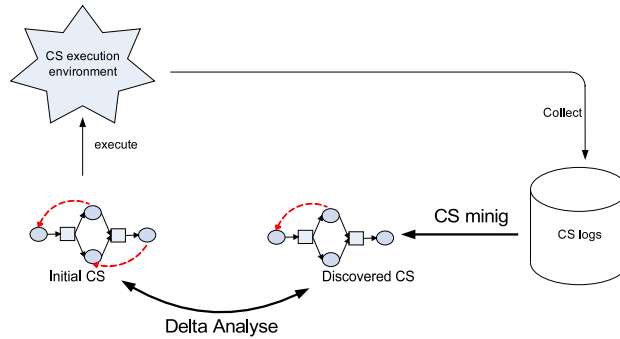 CS execution
environment
Collect
execute
CS minig
CS logs
Initial CS
Discovered CS
Delta Analyse